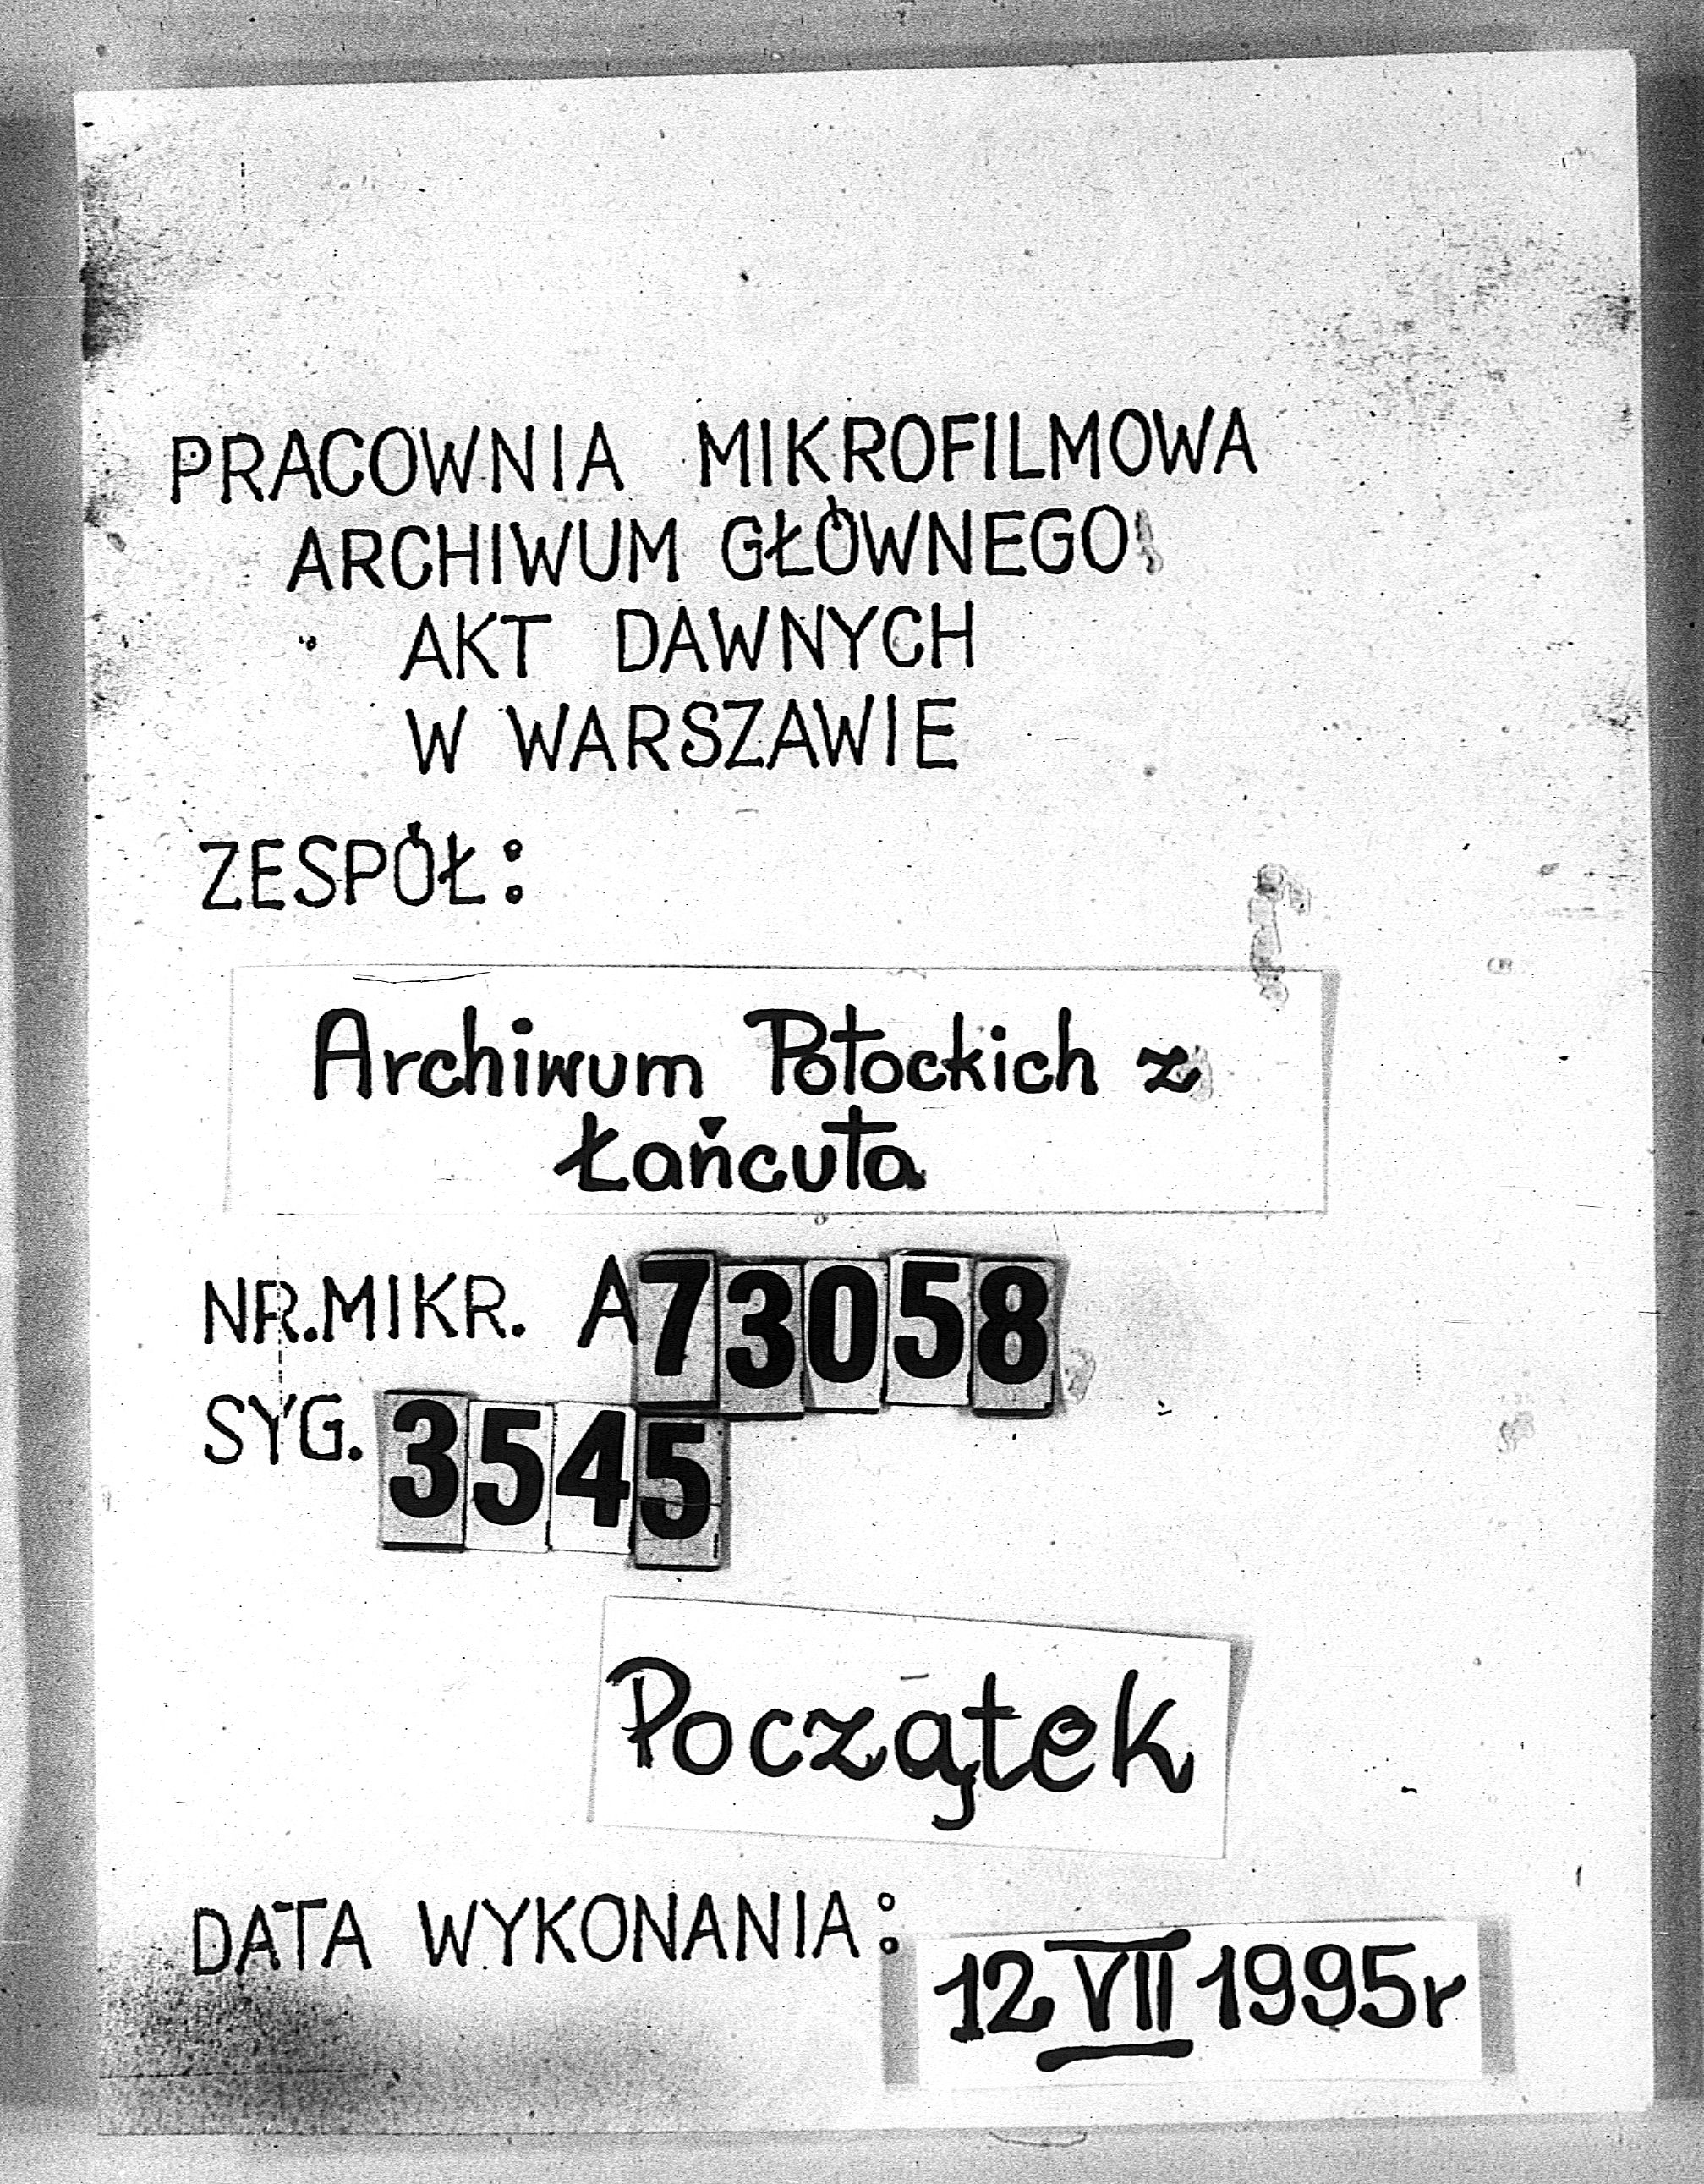 PRACOWNIA MIKROFILMOWA
ARCHIWUM GŁÓWNEGO
AKT DAWNYCH
W WARSZAWIE
ZESPÓŁ:
Archiwum Potockich z
Łańcuta
NR.MIKR. A73058
SYG. 3545
Początek
DATA WYKONANIA: 12 VII 1995r